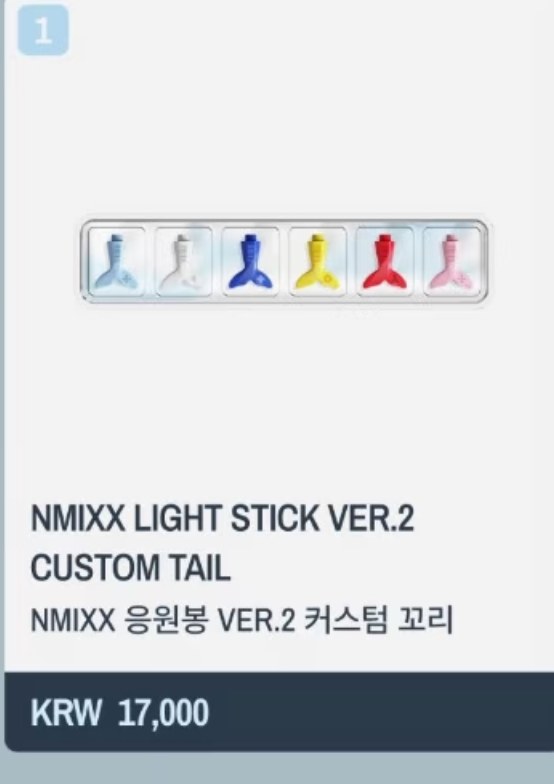 1
NMIXX LIGHT STICK VER.2
CUSTOM TAIL
NMIXX 응원봉 VER.2 커스텀 꼬리
KRW 17,000